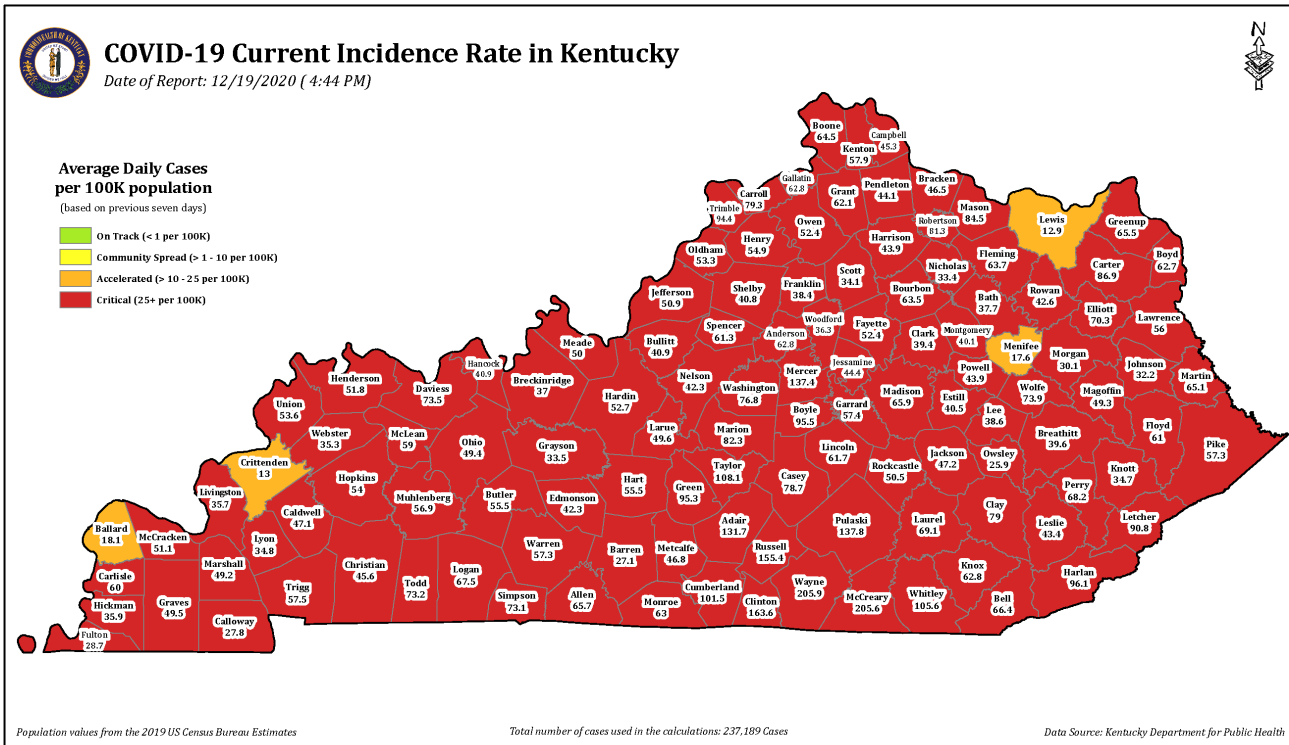 COVID-19 Current Incidence Rate in Kentucky
Date of Report: 12/19/2020 ( 4:44 PM)
N
Average Daily Cases
per 100K population
(based on previous seven days)
On Track (< 1 per 100K)
Community Spread (> 1 - 10 per 100K)
Accelerated (> 10 - 25 per 100K)
Critical (25+ per 100K)
Boone
64.5
Campbell
45.3
Kenton
57.9
Gallatin
62.8
Carroll
79.3
Trimble
94.4
Grant
62.1
Pendleton
44.1
Bracken
46.5
Mason
84.5
Robertson
81.3
Lewis
12.9
Greenup
65.5
Boyd
62.7
Carter
86.9
Owen
52.4
Henry
54.9
Oldham
53.3
Harrison
43.9
Fleming
63.7
Nicholas
33.4
Scott
34.1
Bourbon
63.5
Bath
37.7
Rowan
42.6
Elliott
70.3
Lawrence
56
Jefferson
50.9
Shelby
40.8
Franklin
38.4
Woodford
36.3
Fayette
52.4
Clark
39.4
Montgomery
40.1
Menifee
17.6
Morgan
30.1
Johnson
32.2
Martin
65.1
Spencer
61.3
Anderson
62.8
Bullitt
40.9
Meade
50
Hancock
40.9
Breckinridge
37
Nelson
42.3
Washington
76.8
Mercer
137.4
Jessamine
44.4
Powell
43.9
Wolfe
73.9
Magoffin
49.3
Henderson
51.8
Daviess
73.5
Union
53.6
Hardin
52.7
Boyle
95.5
Garrard
57.4
Madison
65.9
Estill
40.5
Lee
38.6
Breathitt
39.6
Floyd
61
Pike
57.3
Webster
35.3
McLean
59
Ohio
49.4
Grayson
33.5
Larue
49.6
Marion
82.3
Lincoln
61.7
Rockcastle
50.5
Jackson
47.2
Owsley
25.9
Knott
34.7
Perry
68.2
Crittenden
13
Livingston
35.7
Hopkins
54
Muhlenberg
56.9
Butler
55.5
Edmonson
42.3
Hart
55.5
Green
95.3
Taylor
108.1
Casey
78.7
Clay
79
Leslie
43.4
Letcher
90.8
Ballard
18.1
McCracken
51.1
Caldwell
47.1
Lyon
34.8
Marshall
49.2
Warren
57.3
Barren
27.1
Metcalfe
46.8
Adair
131.7
Russell
155.4
Pulaski
137.8
Laurel
69.1
Knox
62.8
Harlan
96.1
Carlisle
60
Hickman
35.9
Graves
49.5
Calloway
27.8
Fulton
28.7
Trigg
57.5
Christian
45.6
Todd
73.2
Logan
67.5
Simpson
73.1
Allen
65.7
Monroe
63
Cumberland
101.5
Clinton
163.6
Wayne
205.9
McCreary
205.6
Whitley
105.6
Bell
66.4
Population values from the 2019 US Census Bureau Estimates
Total number of cases used in the calculations: 237,189 Cases
Data Source: Kentucky Department for Public Health